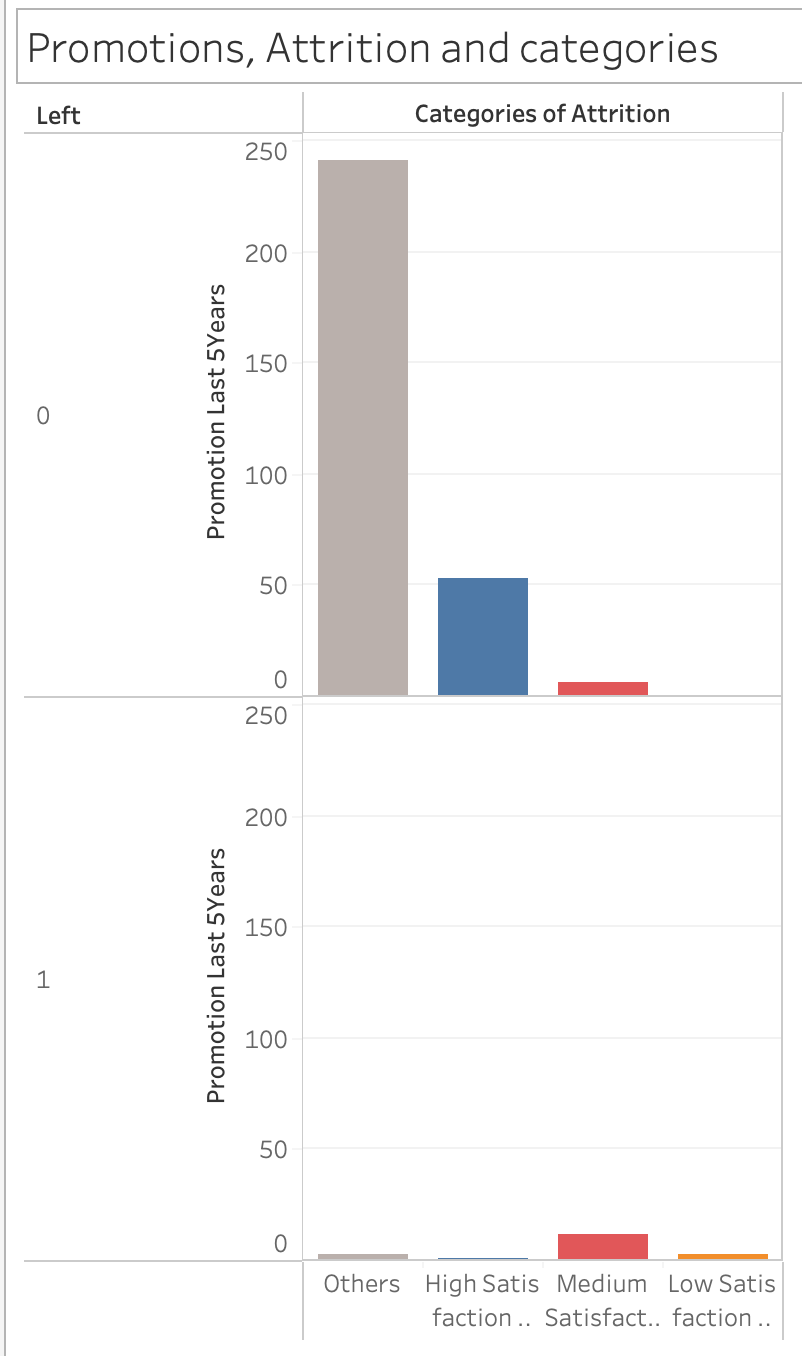 Promotions, Attrition and categories
Left
Categories of Attrition
0
Promotion Last 5Years
250
200
150
100
50
0
1
Promotion Last 5Years
250
200
150
100
50
0
Others
High Satis
faction ..
Medium
Satisfact..
Low Satis
faction ..